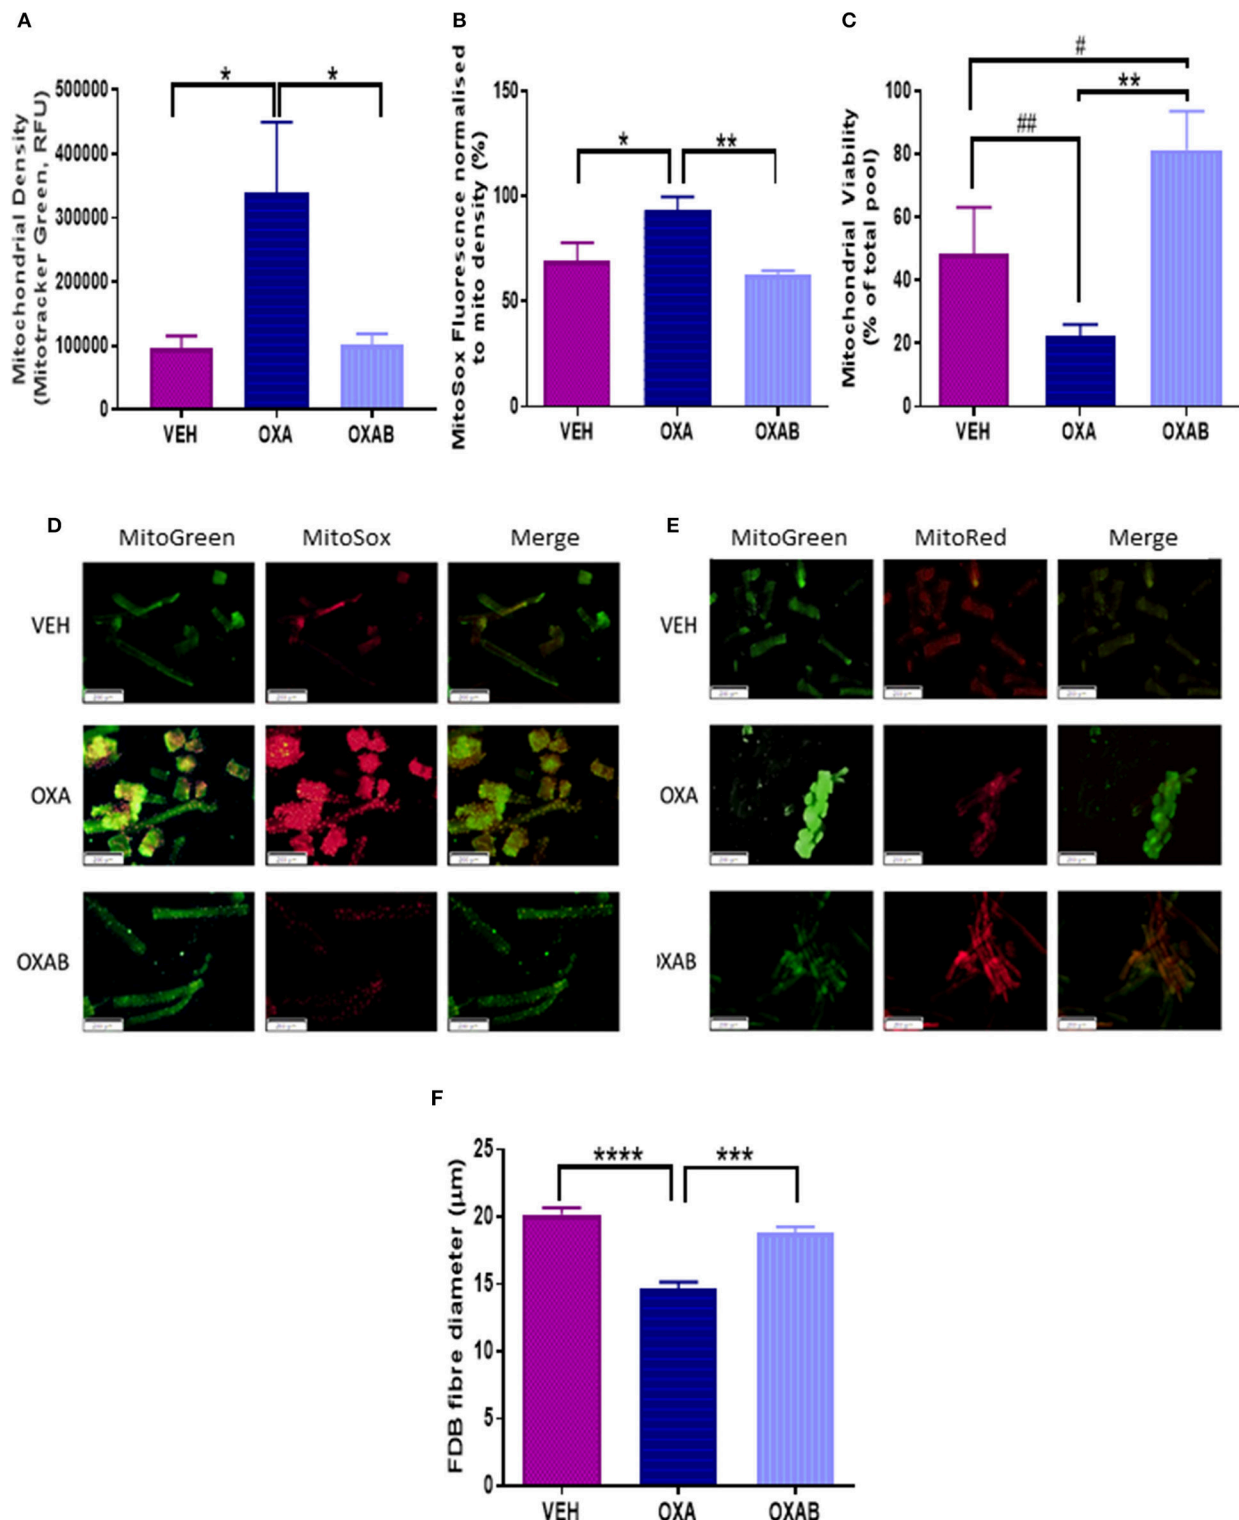 A
Mitochondrial Density
(Mitotracker Green, RFU)
500000
400000
300000
200000
100000
0
*
*
VEH OXA OXAB
B
MitoSox Fluorescnce normalised
to mito density (%)
150
100
50
0
*
**
VEH OXA OXAB
C
Mitochondrial Viability
(% of total pool)
100
80
60
40
20
0
#
**
##
VEH OXA OXAB
D
MitoGreen MitoSox Merge
VEH
OXA
OXAB
E
MitoGreen MitoRed Merge
VEH
OXA
OXAB
F
FDB fibre diameter (μm)
25
20
15
10
5
0
****
***
VEH OXA OXAB